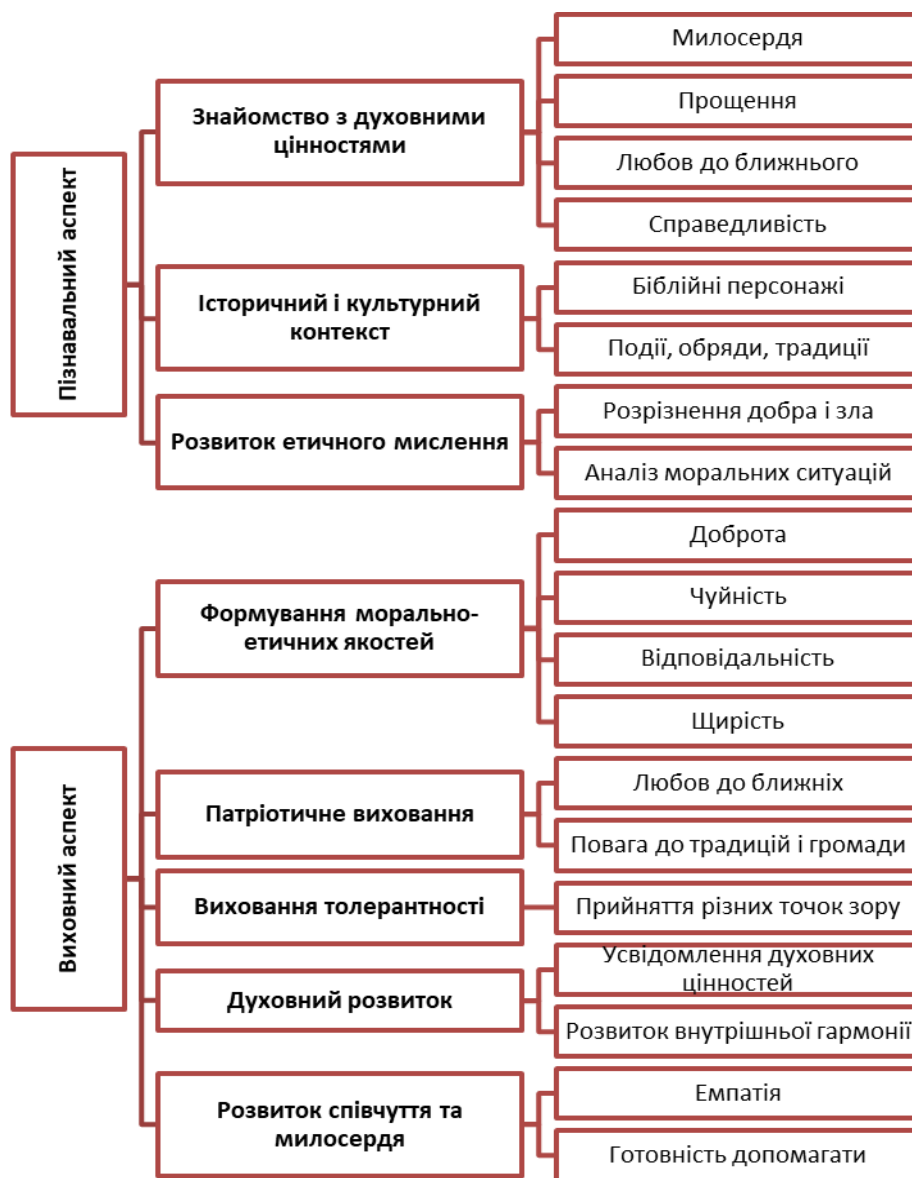 Пізнавальний аспект
Знайомство з духовними
цінностями
Милосердя
Прощення
Любов до ближнього
Справедливість
Історичний і культурний
контекст
Біблійні персонажі
Події, обряди, традиції
Розвиток етичного мислення
Розрізнення добра і зла
Аналіз моральних ситуацій
Виховний аспект
Формування морально-
етичних якостей
Доброта
Чуйність
Відповідальність
Щирість
Патріотичне виховання
Любов до ближніх
Повага до традицій і громади
Виховання толерантності
Прийняття різних точок зору
Духовний розвиток
Усвідомлення духовних
цінностей
Розвиток внутрішньої гармонії
Розвиток співчуття та
милосердя
Емпатія
Готовність допомагати